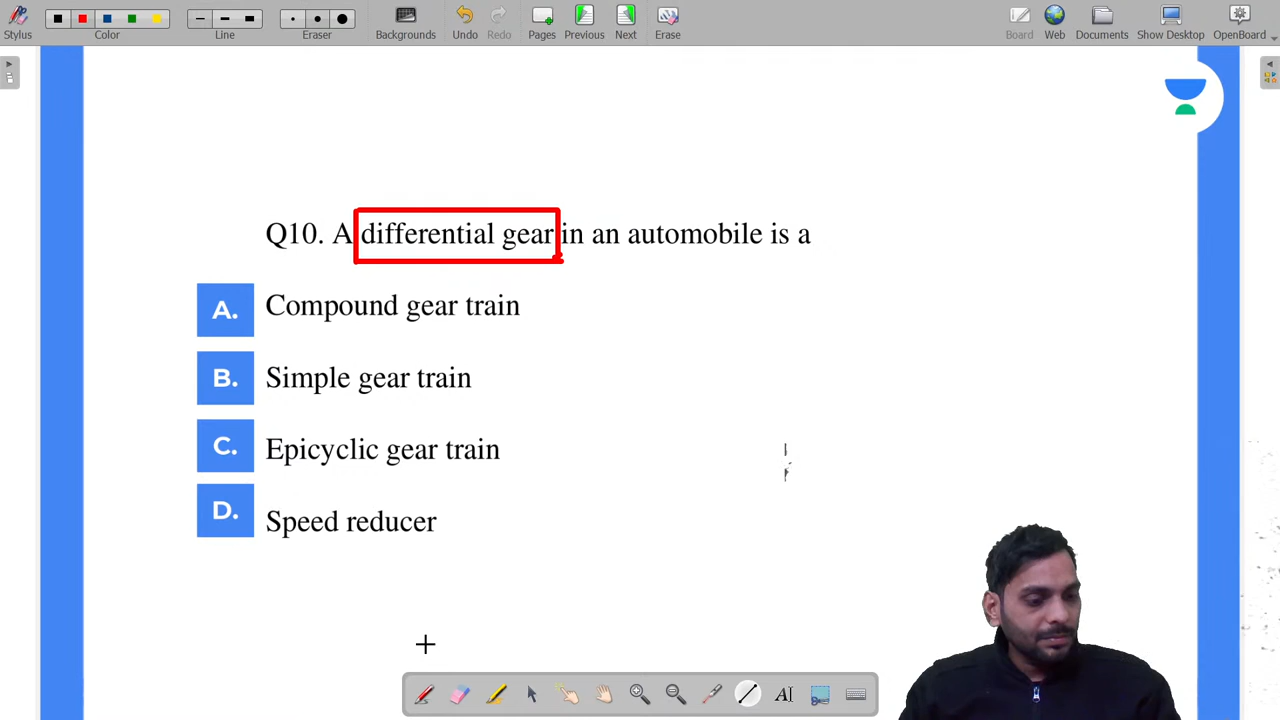 Stylus
Color
Line
Eraser
Backgrounds
Undo
Redo
Pages
Previous
Next
Erase
Board
Web
Documents
Show Desktop
OpenBoard
Q10. A differential gear in an automobile is a
A. Compound gear train
B. Simple gear train
C. Epicyclic gear train
D. Speed reducer
AI